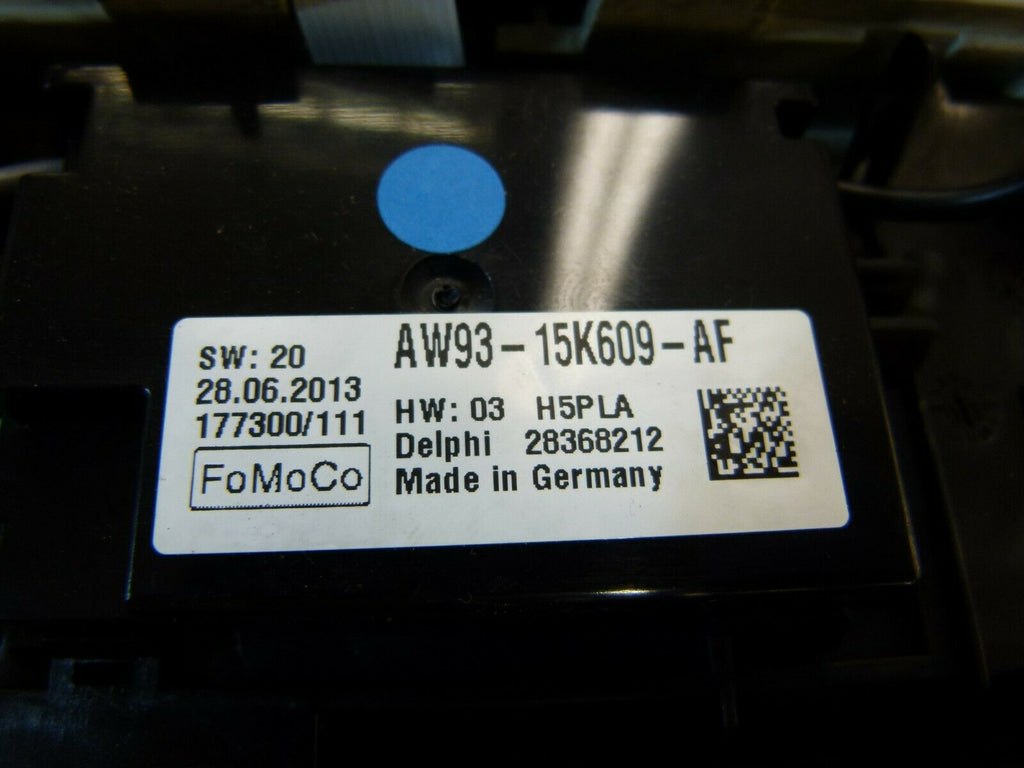 AW93-15K609-AF
SW: 20
28.06.2013
177300/111
FoMoCo
HW: 03 H5PLA
Delphi 28368212
Made in Germany